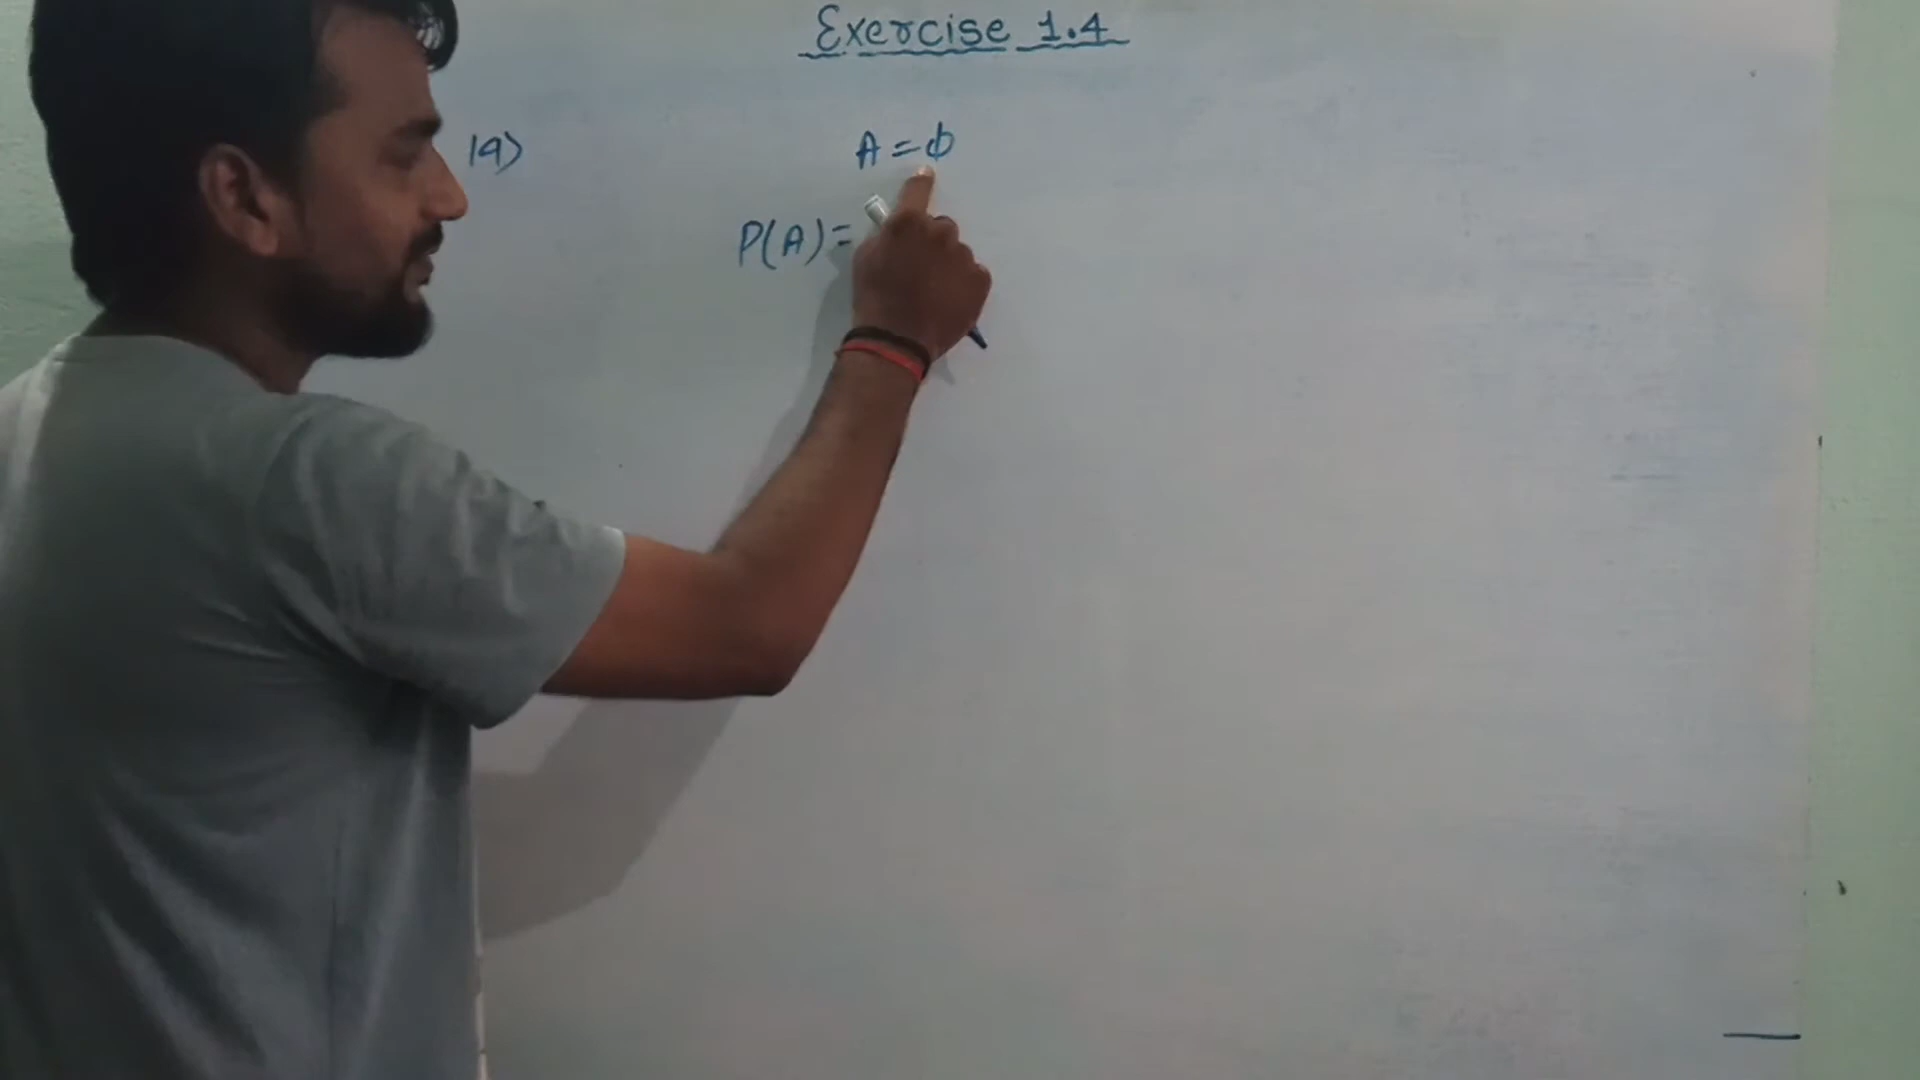 Exercise 1.4
19) A = ϕ
P(A) =